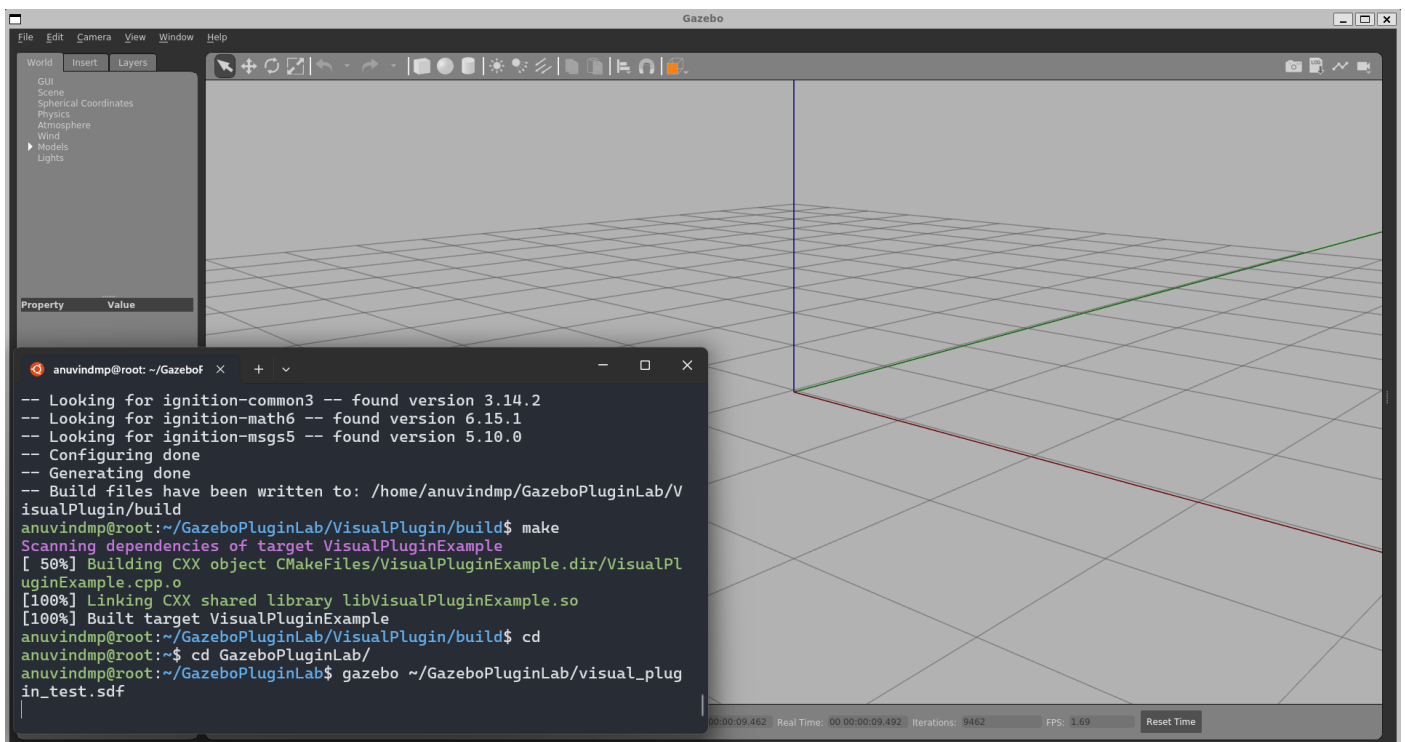 Gazebo
File Edit Camera View Window Help
World Insert Layers
GUI
Scene
Spherical Coordinates
Physics
Atmosphere
Wind
Models
Lights
Property Value
anuvindmp@root: ~/GazeboF
-- Looking for ignition-common3 -- found version 3.14.2
-- Looking for ignition-math6 -- found version 6.15.1
-- Looking for ignition-msgs5 -- found version 5.10.0
-- Configuring done
-- Generating done
-- Build files have been written to: /home/anuvindmp/GazeboPluginLab/V
isualPlugin/build
anuvindmp@root:~/GazeboPluginLab/VisualPlugin/build$ make
Scanning dependencies of target VisualPluginExample
[ 50%] Building CXX object CMakeFiles/VisualPluginExample.dir/VisualPl
uginExample.cpp.o
[100%] Linking CXX shared library libVisualPluginExample.so
[100%] Built target VisualPluginExample
anuvindmp@root:~/GazeboPluginLab/VisualPlugin/build$ cd
anuvindmp@root:~$ cd GazeboPluginLab/
anuvindmp@root:~/GazeboPluginLab$ gazebo ~/GazeboPluginLab/visual_plug
in_test.sdf
00:00:09.462 Real Time: 00 00:00:09.492 Iterations: 9462 FPS: 1.69 Reset Time